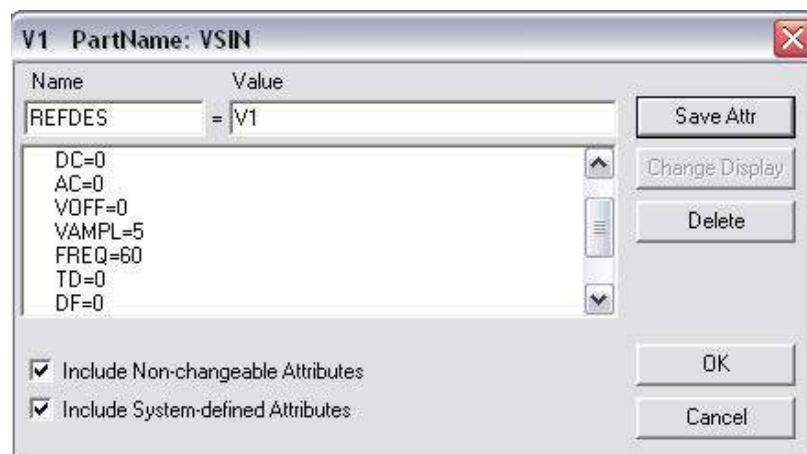 V1 PartName: VSIN
Name Value
REFDES = V1 Save Attr
DC=0
AC=0
VOFF=0
VAMPL=5
FREQ=60
TD=0
DF=0
Change Display
Delete
Include Non-changeable Attributes
Include System-defined Attributes
OK
Cancel